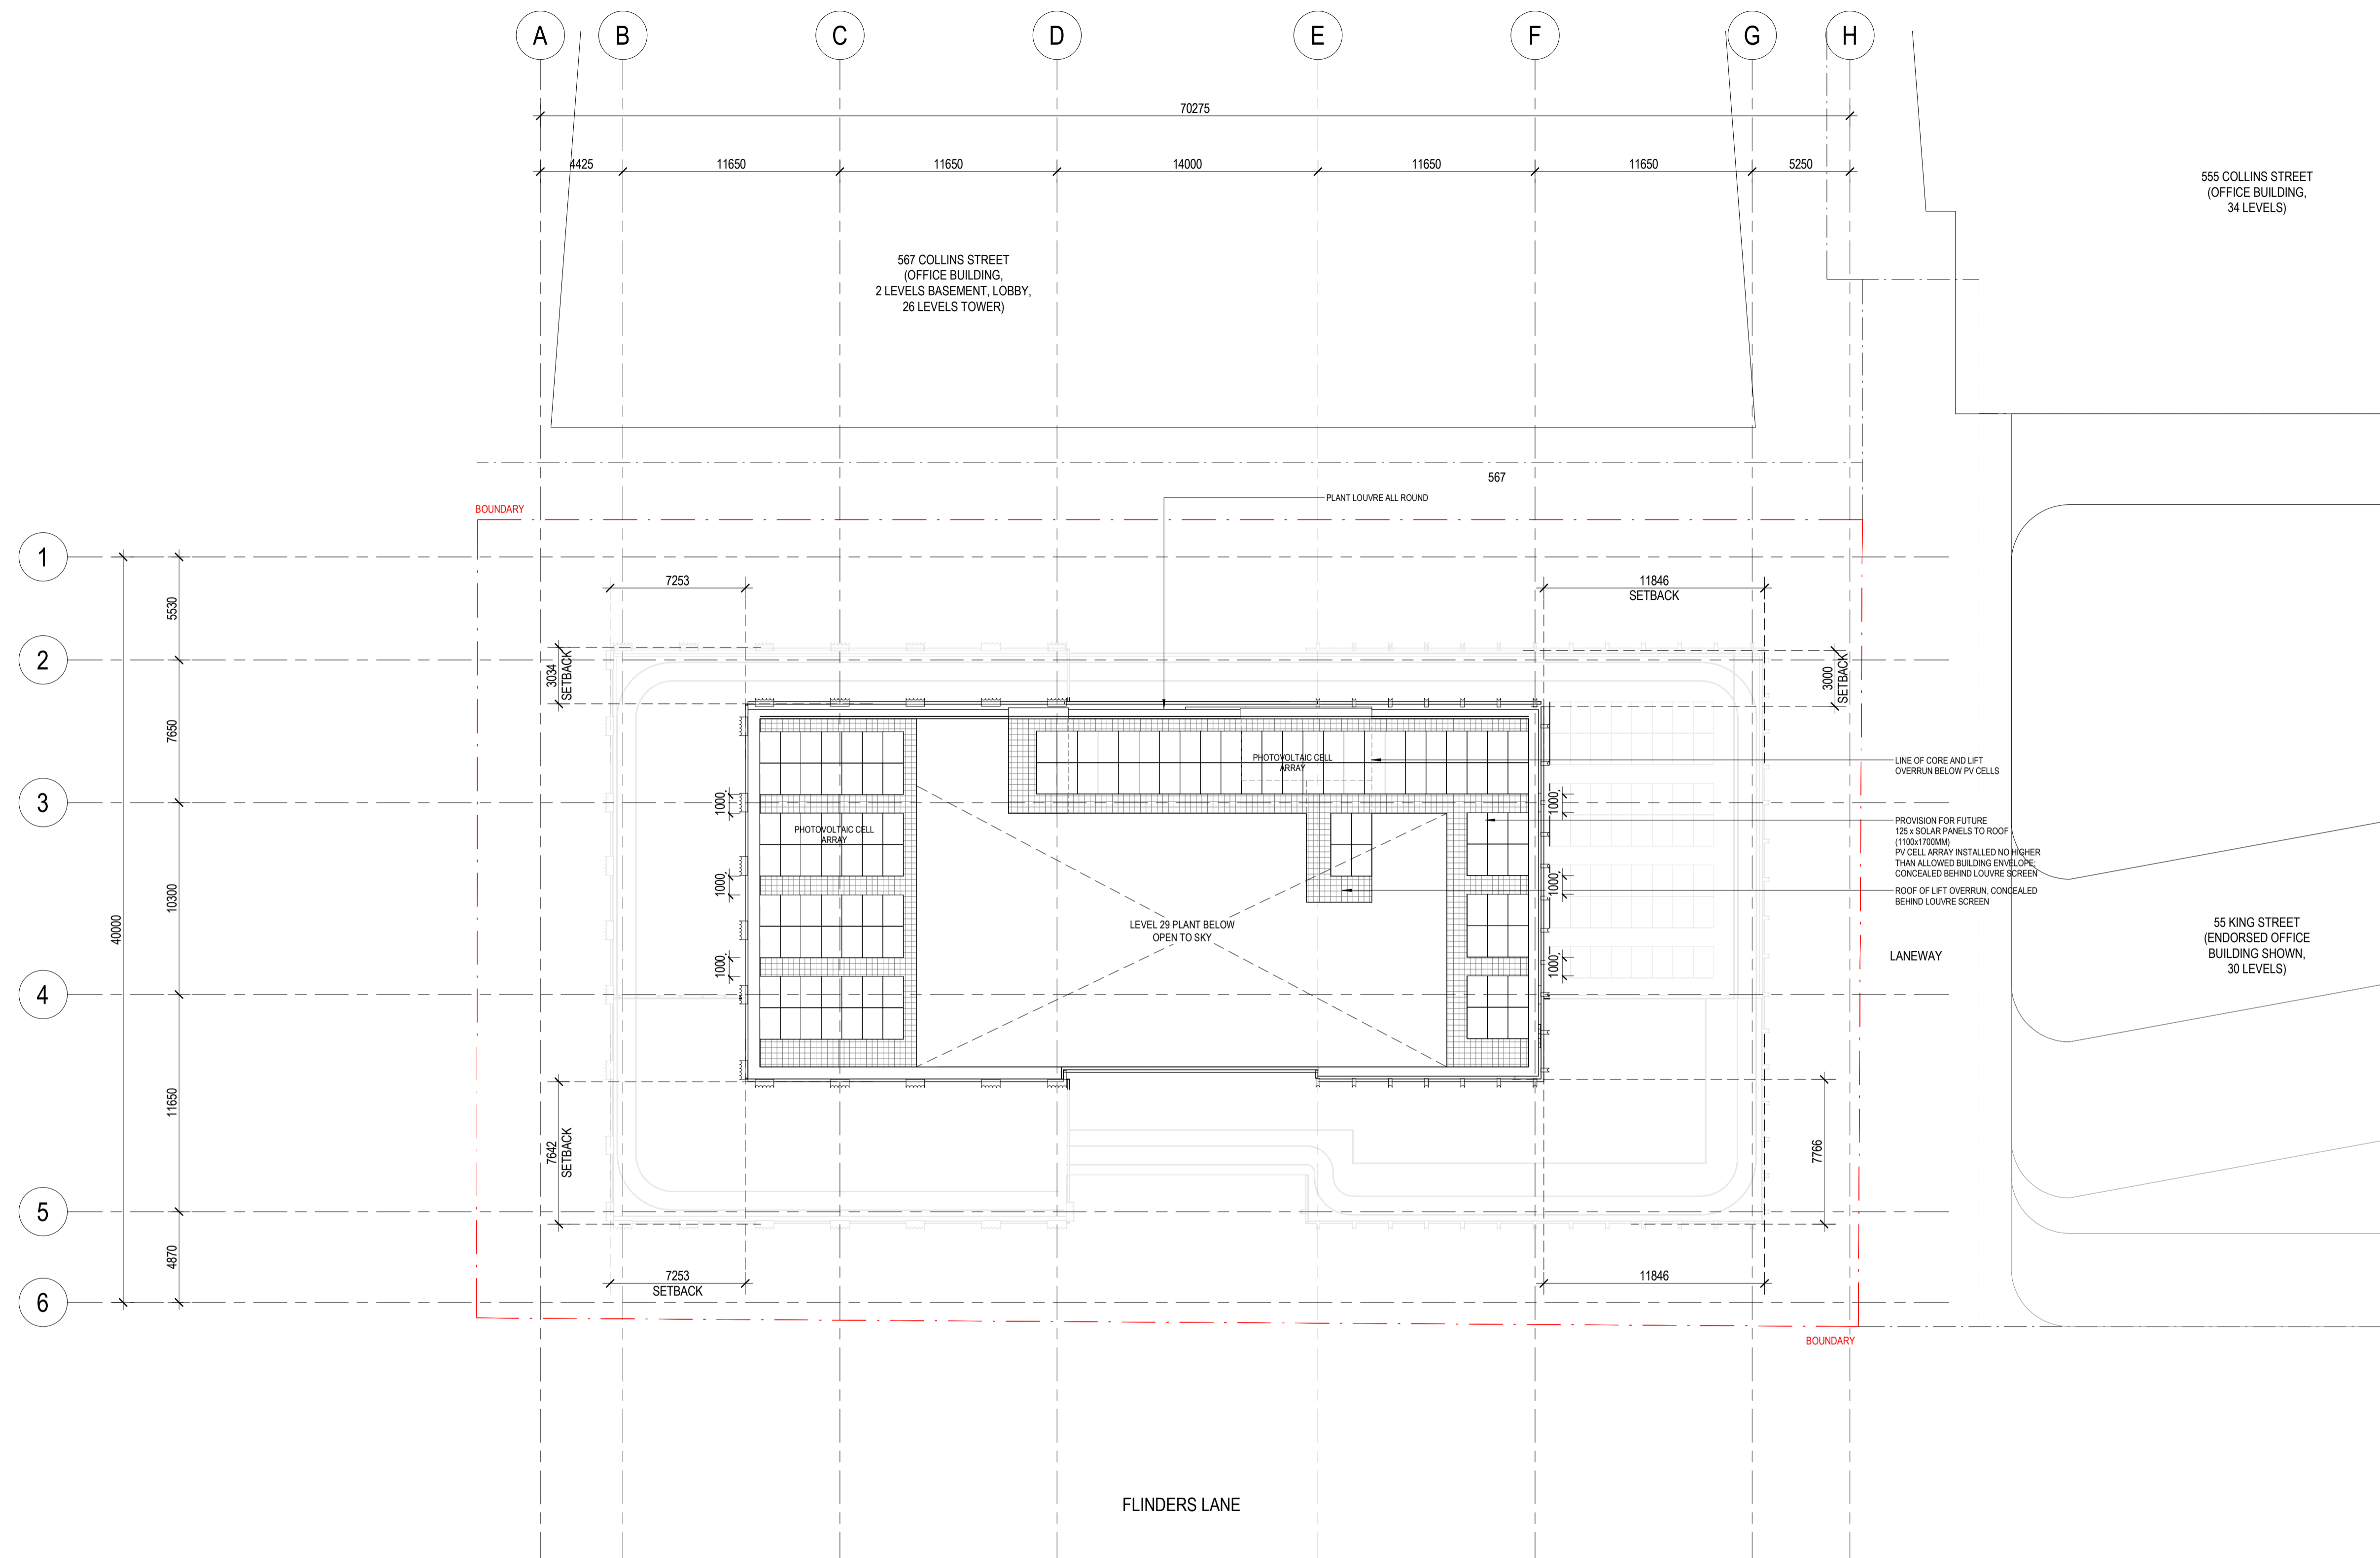 A B C D E F G H
70275
4425 11650 11650 14000 11650 11650 5250
555 COLLINS STREET
(OFFICE BUILDING,
34 LEVELS)
567 COLLINS STREET
(OFFICE BUILDING,
2 LEVELS BASEMENT, LOBBY,
26 LEVELS TOWER)
567
PLANT LOUVRE ALL ROUND
BOUNDARY
1
2
3
4
5
6
40000
5530
7650
10300
11650
4870
7253
11846
SETBACK
3034
SETBACK
3000
SETBACK
PHOTOVOLTAIC CELL
ARRAY
PHOTOVOLTAIC CELL
ARRAY
1000
1000
1000
1000
1000
1000
LINE OF CORE AND LIFT
OVERRUN BELOW PV CELLS
PROVISION FOR FUTURE
125 x SOLAR PANELS TO ROOF
(1100x1700MM)
PV CELL ARRAY INSTALLED NO HIGHER
THAN ALLOWED BUILDING ENVELOPE;
CONCEALED BEHIND LOUVRE SCREEN
ROOF OF LIFT OVERRUN, CONCEALED
BEHIND LOUVRE SCREEN
LEVEL 29 PLANT BELOW
OPEN TO SKY
LANEWAY
55 KING STREET
(ENDORSED OFFICE
BUILDING SHOWN,
30 LEVELS)
7642
SETBACK
7766
7253
SETBACK
11846
BOUNDARY
FLINDERS LANE